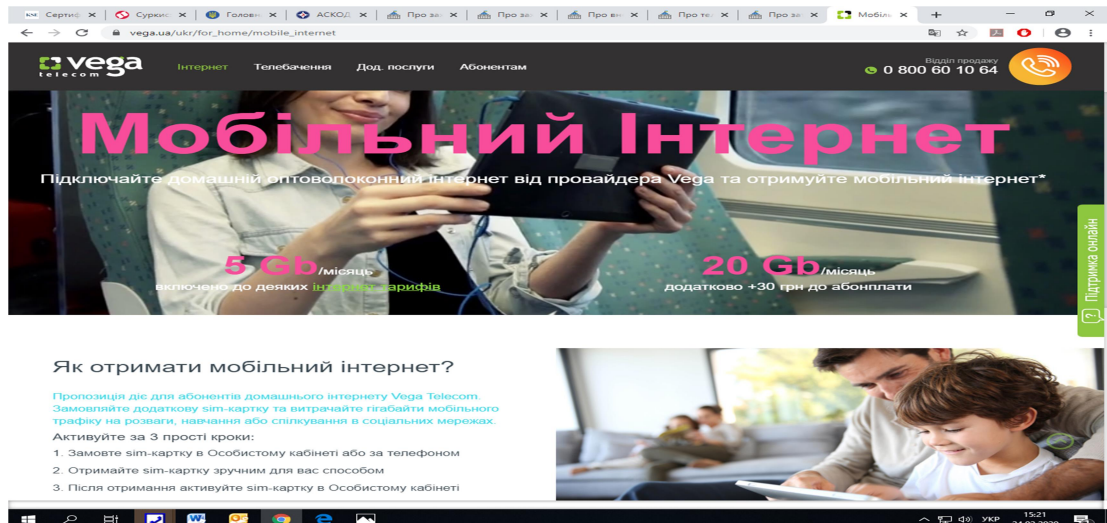 Сертиф
Суркис
Головн
АСКОД
Про за
Про за
Про вн
Про те
Про за
Мобіль
vega.ua/ukr/for_home/mobile_internet
vega
telecom
Інтернет
Телебачення
Дод. послуги
Абонентам
Відділ продажу
0 800 60 10 64
Мобільний Інтернет
Підключайте домашній оптоволоконний інтернет від провайдера Vega та отримуйте мобільний інтернет*
5 Gb/місяць
включено до деяких інтернет тарифів
20 Gb/місяць
додатково +30 грн до абонплати
Підтримка онлайн
Як отримати мобільний інтернет?
Пропозиція діє для абонентів домашнього інтернету Vega Telecom.
Замовляйте додаткову sim-картку та витрачайте гігабайти мобільного
трафіку на розваги, навчання або спілкування в соціальних мережах.
Активуйте за 3 прості кроки:
1. Замовте sim-картку в Особистому кабінеті або за телефоном
2. Отримайте sim-картку зручним для вас способом
3. Після отримання активуйте sim-картку в Особистому кабінеті
УКР
15:21